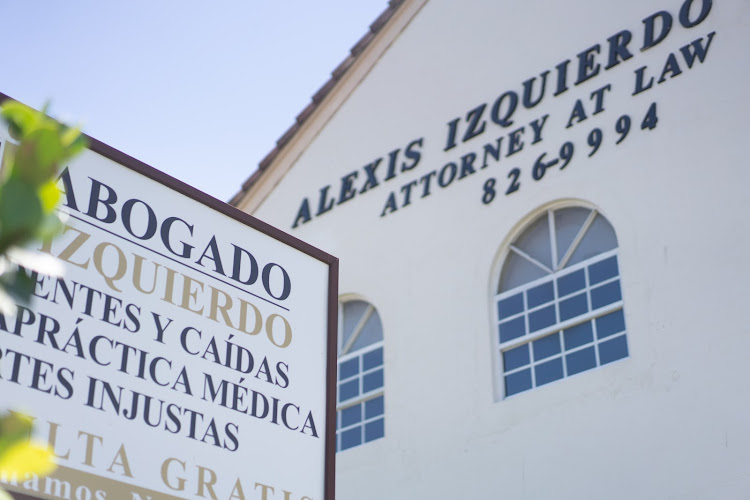 ALEXIS IZQUIERDO
ATTORNEY AT LAW
826-9994
ABOGADO
IZQUIERDO
ENTES Y CAÍDAS
APRÁCTICA MÉDICA
RTES INJUSTAS
LTA GRATIS